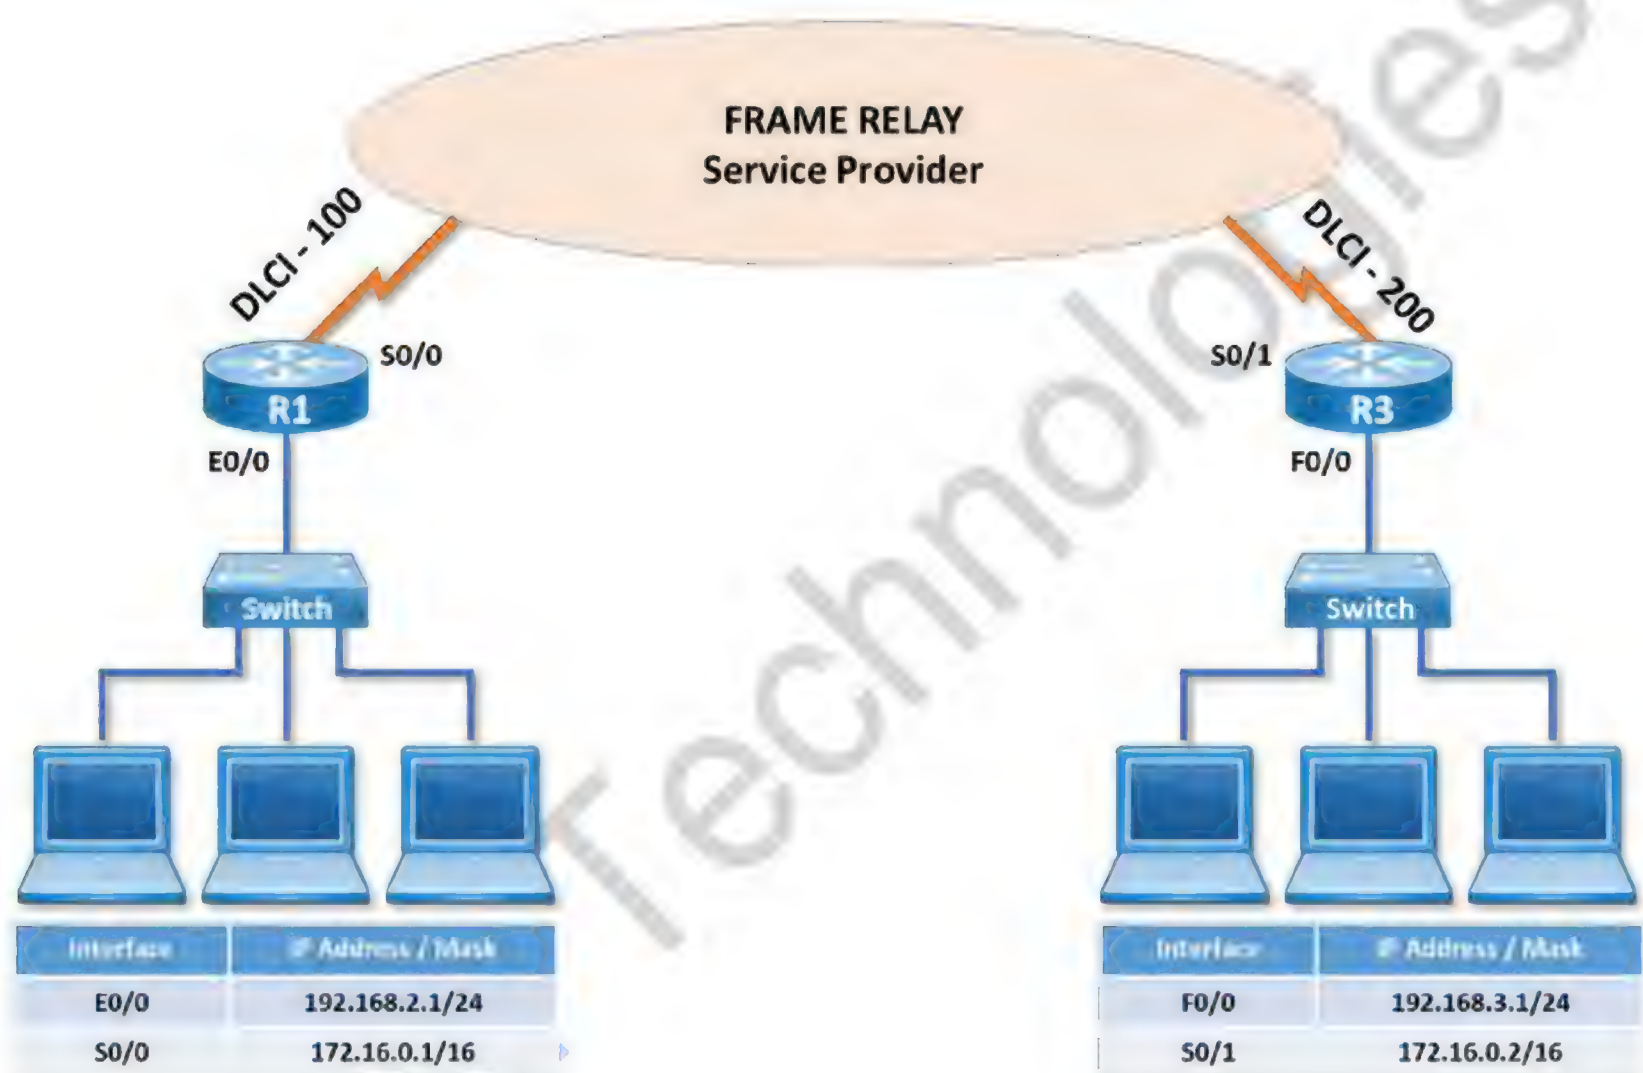 FRAME RELAY
Service Provider
DLCI - 100
DLCI - 200
S0/0
S0/1
R1
R3
E0/0
F0/0
Switch
Switch
Technologies
Interface IP Address / Mask
E0/0 192.168.2.1/24
S0/0 172.16.0.1/16
Interface IP Address / Mask
F0/0 192.168.3.1/24
S0/1 172.16.0.2/16